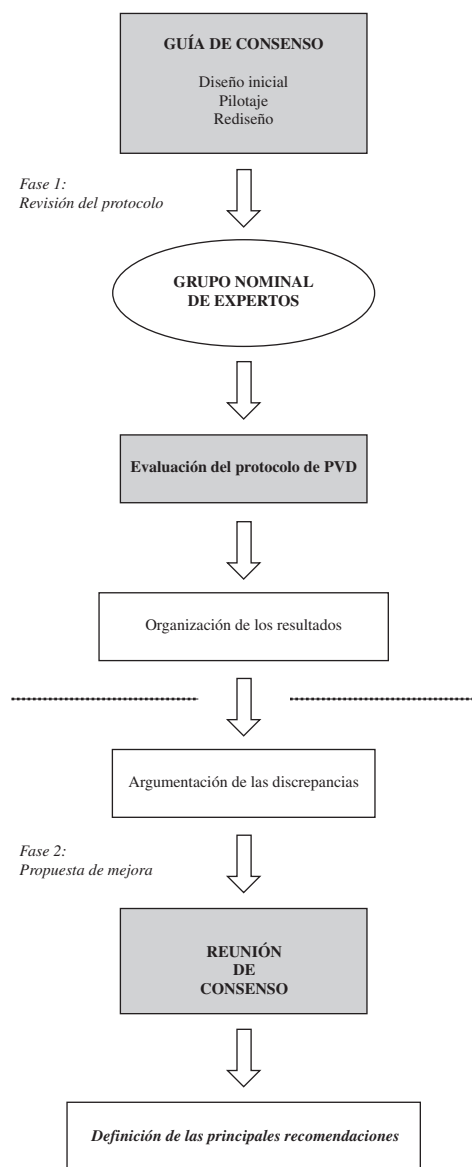 GUÍA DE CONSENSO
Diseño inicial
Pilotaje
Rediseño
Fase 1:
Revisión del protocolo
GRUPO NOMINAL
DE EXPERTOS
Evaluación del protocolo de PVD
Organización de los resultados
Argumentación de las discrepancias
Fase 2:
Propuesta de mejora
REUNIÓN
DE
CONSENSO
Definición de las principales recomendaciones